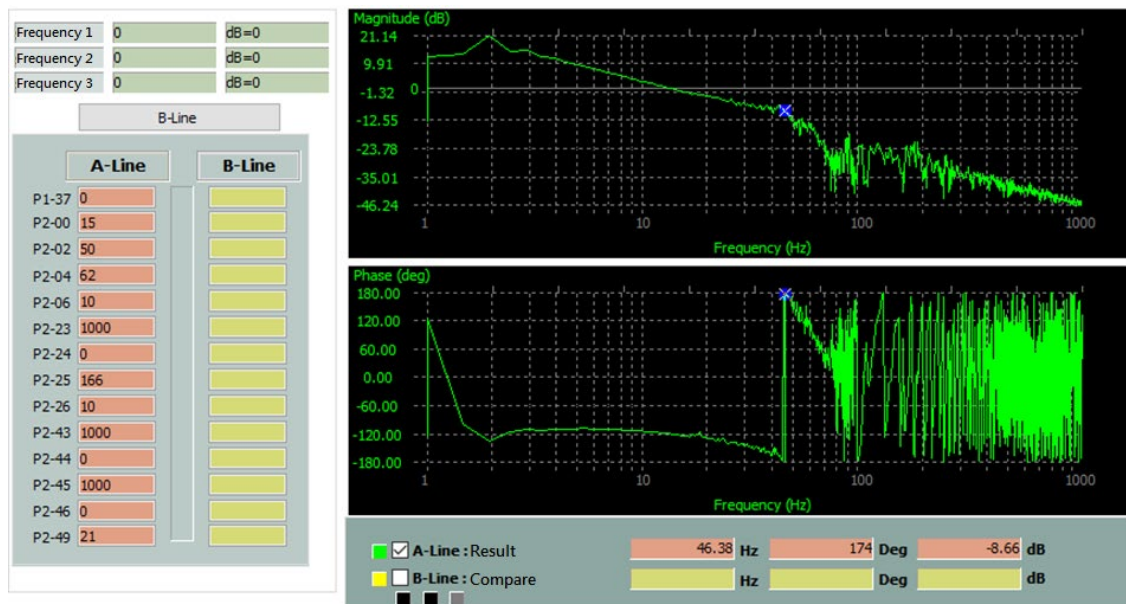 Frequency 1 0 dB=0
Frequency 2 0 dB=0
Frequency 3 0 dB=0
B-Line
A-Line B-Line
P1-37 0
P2-00 15
P2-02 50
P2-04 62
P2-06 10
P2-23 1000
P2-24 0
P2-25 166
P2-26 10
P2-43 1000
P2-44 0
P2-45 1000
P2-46 0
P2-49 21
Magnitude (dB)
21.14
9.91
0
-1.32
-12.55
-23.78
-35.01
-46.24
1 10 100 1000
Frequency (Hz)
Phase (deg)
180.00
120.00
60.00
0.00
-60.00
-120.00
-180.00
1 10 100 1000
Frequency (Hz)
A-Line : Result 46.38 Hz 174 Deg -8.66 dB
B-Line : Compare Hz Deg dB